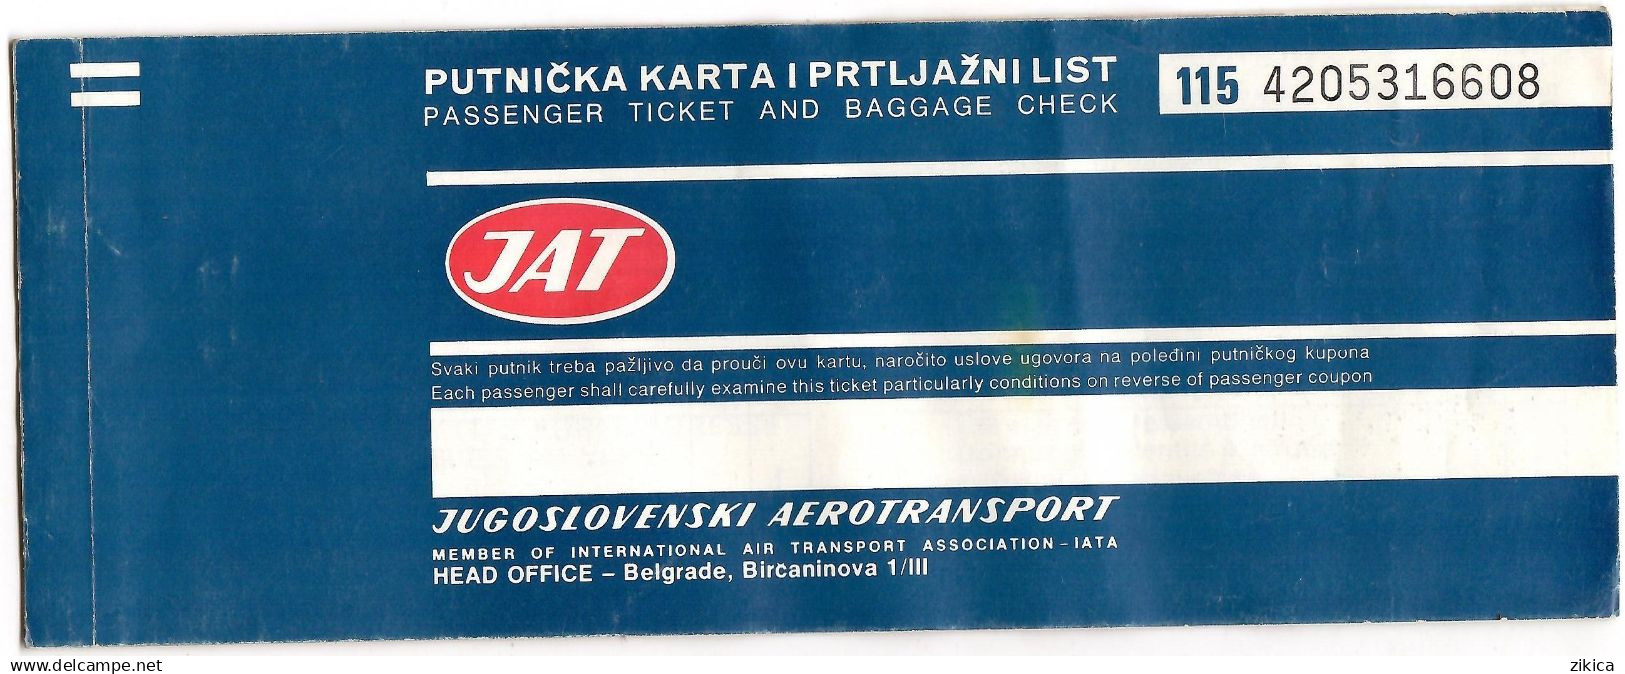 PUTNIČKA KARTA I PRTLJAŽNI LIST
PASSENGER TICKET AND BAGGAGE CHECK
115 4205316608
JAT
Svaki putnik treba pažljivo da prouči ovu kartu, naročito uslove ugovora na poleđini putničkog kupona
Each passenger shall carefully examine this ticket particularly conditions on reverse of passenger coupon
JUGOSLOVENSKI AEROTRANSPORT
MEMBER OF INTERNATIONAL AIR TRANSPORT ASSOCIATION – IATA
HEAD OFFICE – Belgrade, Birčaninova 1/III
www.delcampe.net
zikica